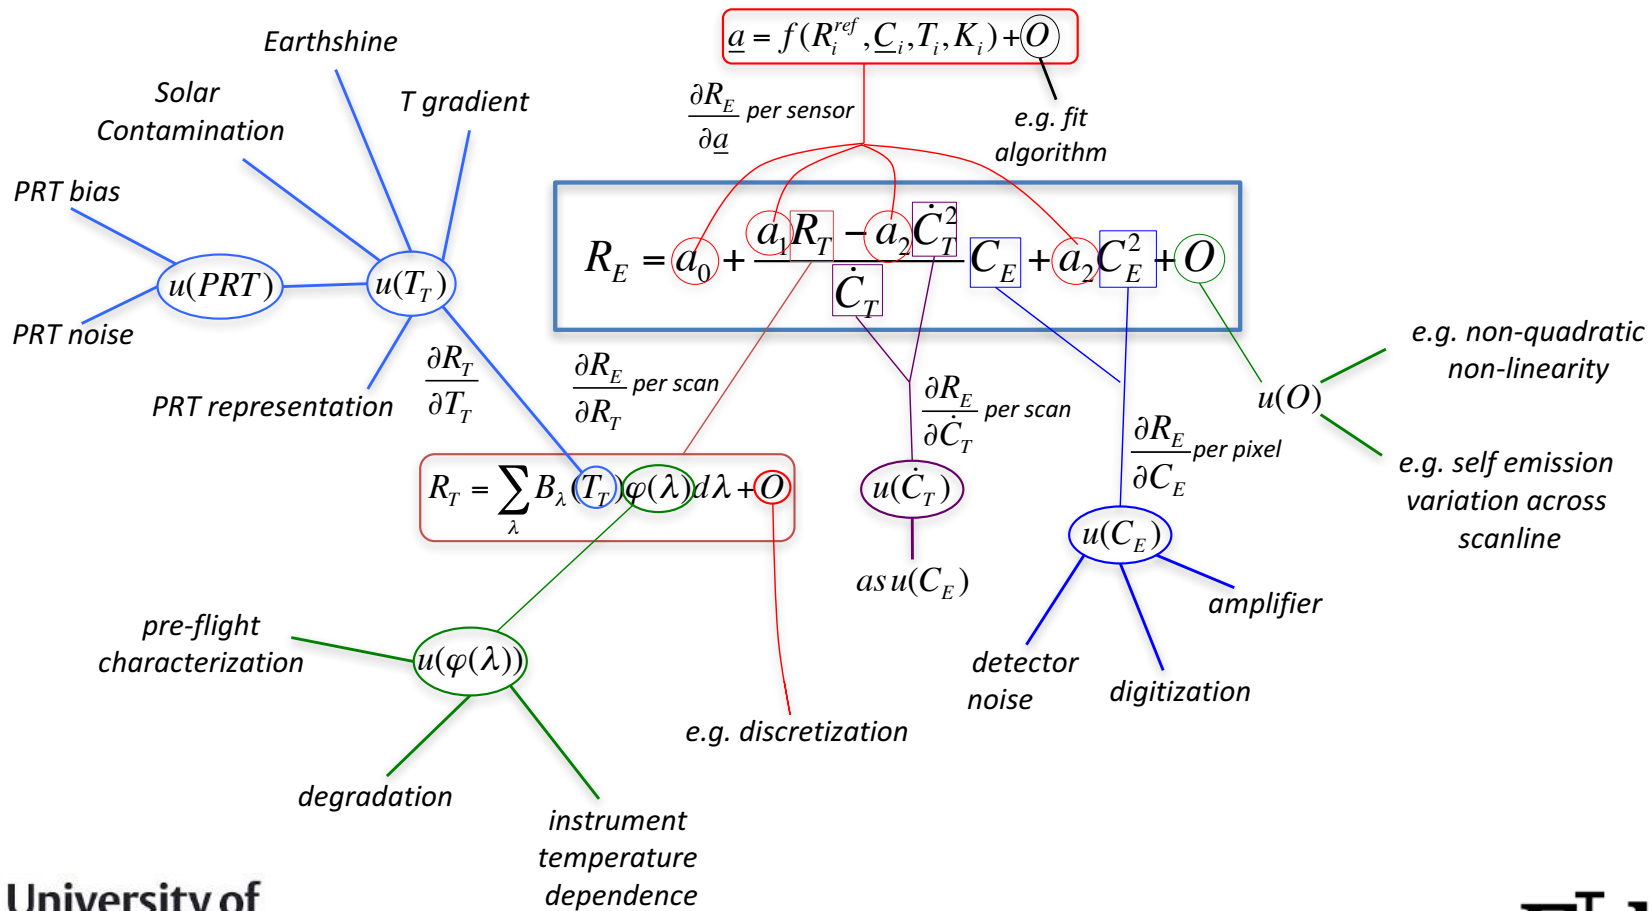 a = f(R_i^{ref}, C_i, T_i, K_i) + O
Earthshine
Solar
Contamination
T gradient
∂R_E/∂a per sensor
e.g. fit
algorithm
PRT bias
R_E = a_0 + (a_1 R_T − a_2 Ċ_T^2)/Ċ_T C_E + a_2 C_E^2 + O
u(PRT)
u(T_T)
PRT noise
PRT representation
∂R_T/∂T_T
∂R_E/∂R_T per scan
∂R_E/∂Ċ_T per scan
∂R_E/∂C_E per pixel
u(O)
e.g. non-quadratic
non-linearity
e.g. self emission
variation across
scanline
R_T = ∑_λ B_λ(T_T)φ(λ)dλ + O
u(Ċ_T)
as u(C_E)
u(C_E)
amplifier
detector
noise
digitization
pre-flight
characterization
u(φ(λ))
e.g. discretization
degradation
instrument
temperature
dependence
University of